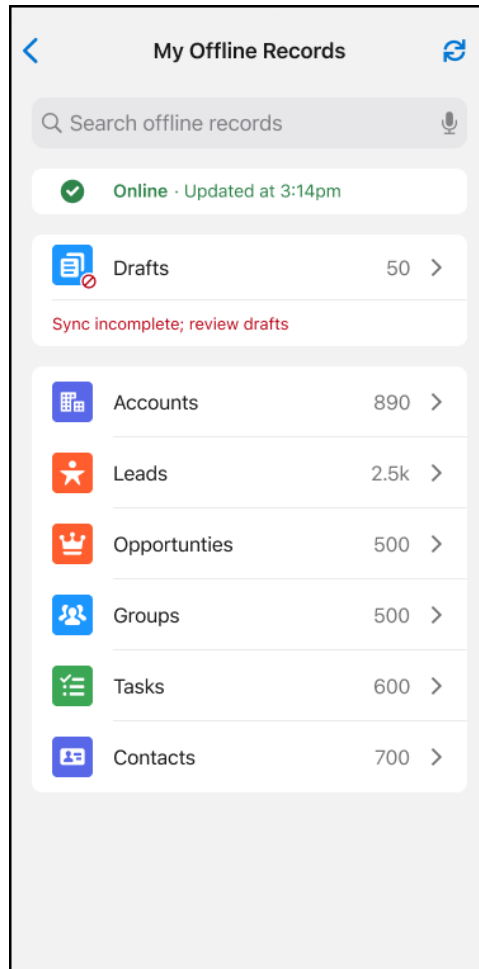 My Offline Records
Search offline records
Online · Updated at 3:14pm
Drafts 50
Sync incomplete; review drafts
Accounts 890
Leads 2.5k
Opportunties 500
Groups 500
Tasks 600
Contacts 700